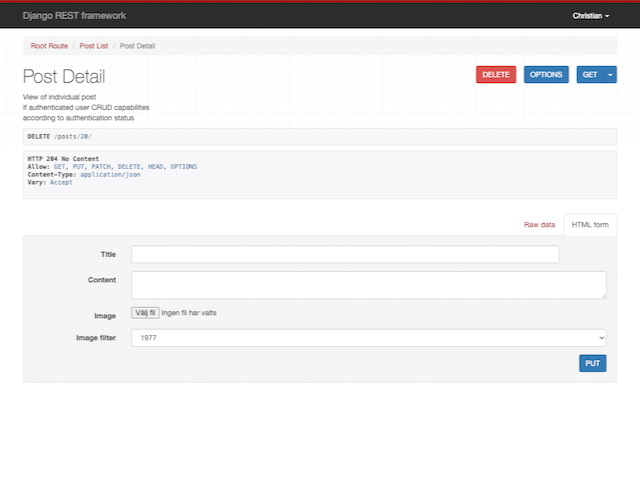 Django REST framework
Christian
Root Route / Post List / Post Detail
Post Detail
DELETE
OPTIONS
GET
View of individual post
if authenticated user CRUD capabilites
according to authentication status
DELETE /posts/20/
HTTP 204 No Content
Allow: GET, PUT, PATCH, DELETE, HEAD, OPTIONS
Content-Type: application/json
Vary: Accept
Raw data
HTML form
Title
Content
Image
Välj fil Ingen fil har valts
Image filter
1977
PUT